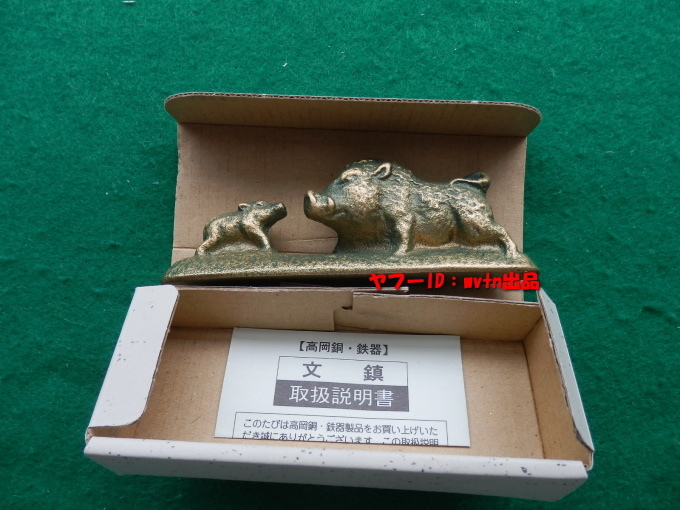 ヤフーID：mvtn出品
【高岡銅・鉄器】
文　鎮
取扱説明書
このたびは高岡銅・鉄器製品をお買い上げいた
だき誠にありがとうございます。この取扱説明